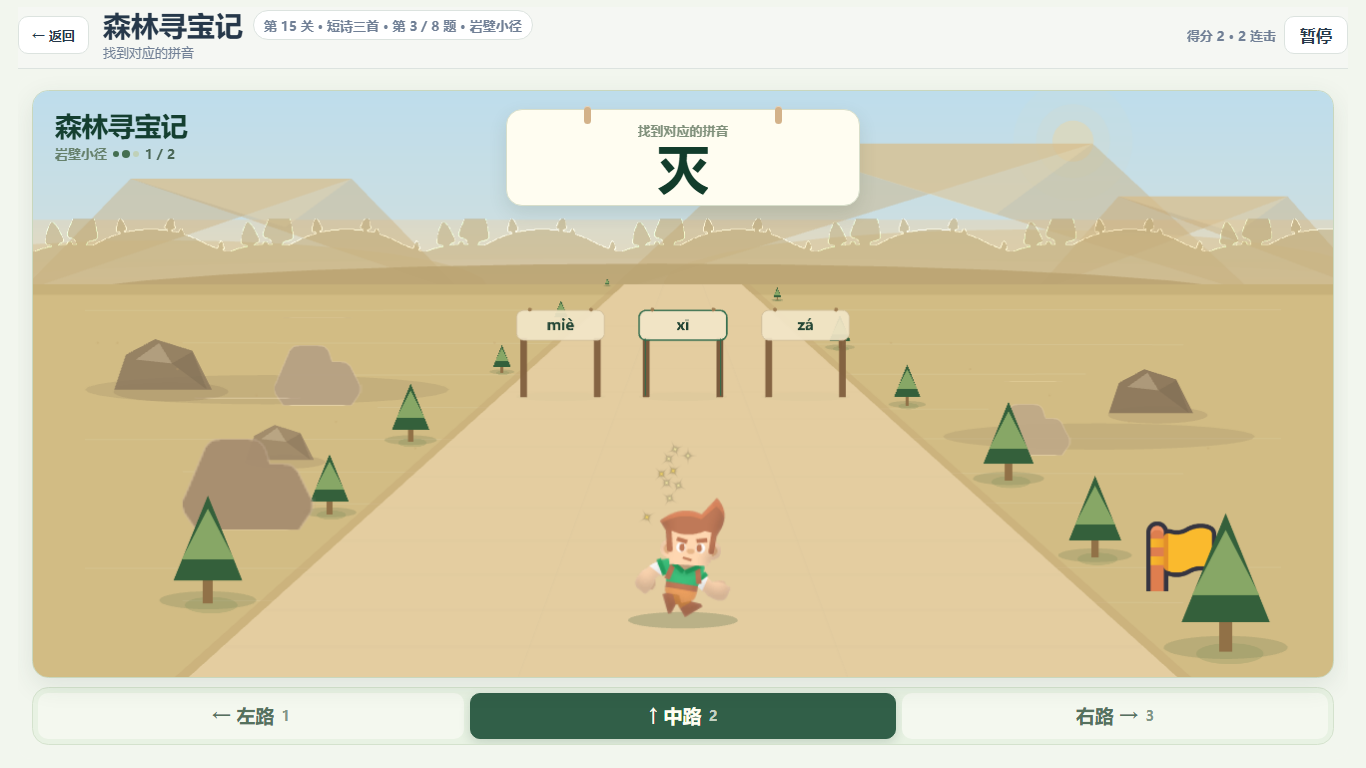 ← 返回
森林寻宝记
第 15 关 • 短诗三首 • 第 3 / 8 题 • 岩壁小径
找到对应的拼音
得分 2 • 2 连击
暂停
森林寻宝记
岩壁小径 1 / 2
找到对应的拼音
灭
miè
xī
zá
← 左路 1
↑ 中路 2
右路 → 3